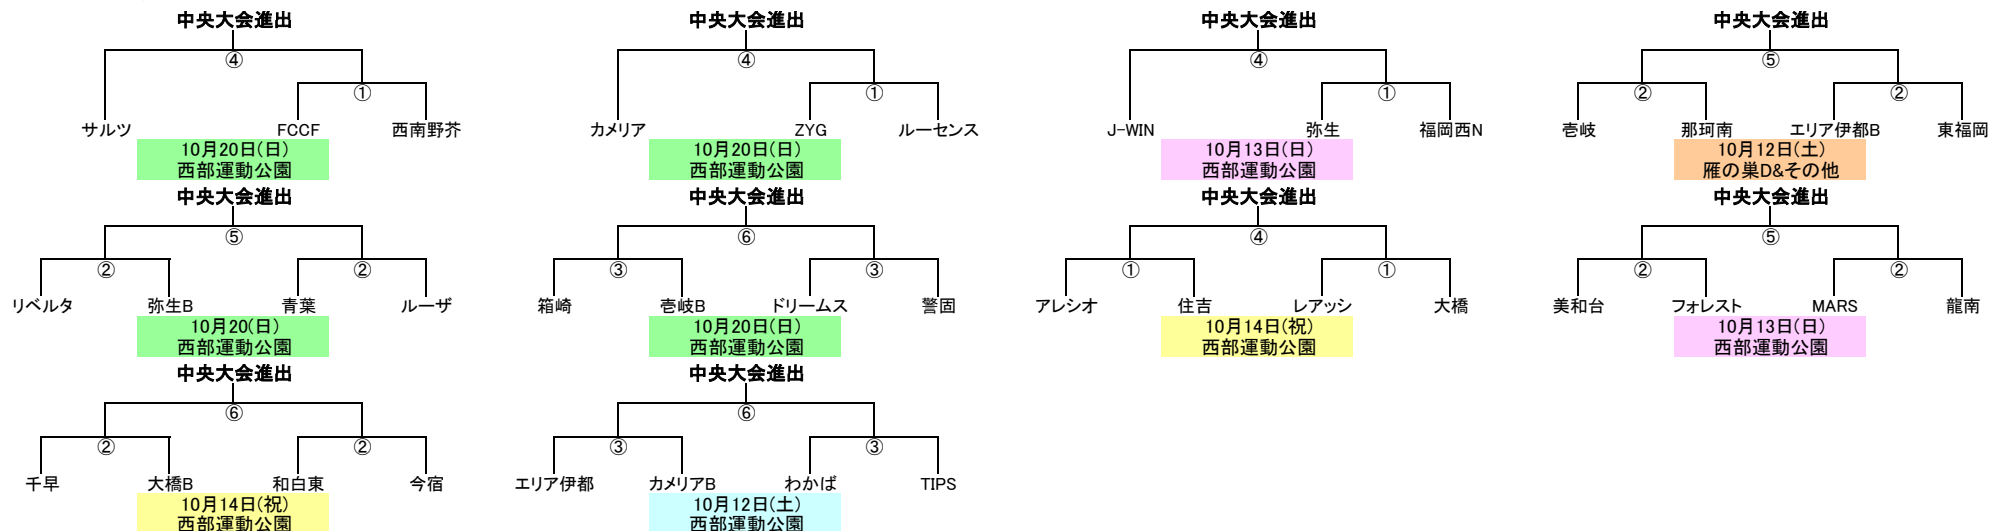 中央大会進出 中央大会進出 中央大会進出 中央大会進出
④ ④ ④ ⑤
① ① ① ② ②
サルツ FCCF 西南野芥 カメリア ZYG ルーセンス J-WIN 弥生 福岡西N 壱岐 那珂南 エリア伊都B 東福岡
10月20日(日) 10月20日(日) 10月13日(日) 10月12日(土)
西部運動公園 西部運動公園 西部運動公園 雁の巣D&その他
中央大会進出 中央大会進出 中央大会進出 中央大会進出
⑤ ⑥ ④ ⑤
② ② ③ ③ ① ① ② ②
リベルタ 弥生B 青葉 ルーザ 箱崎 壱岐B ドリームス 警固 アレシオ 住吉 レアッシ 大橋 美和台 フォレスト MARS 龍南
10月20(日) 10月20日(日) 10月14日(祝) 10月13日(日)
西部運動公園 西部運動公園 西部運動公園 西部運動公園
中央大会進出 中央大会進出
⑥ ⑥
② ② ③ ③
千早 大橋B 和白東 今宿 エリア伊都 カメリアB わかば TIPS
10月14日(祝) 10月12日(土)
西部運動公園 西部運動公園